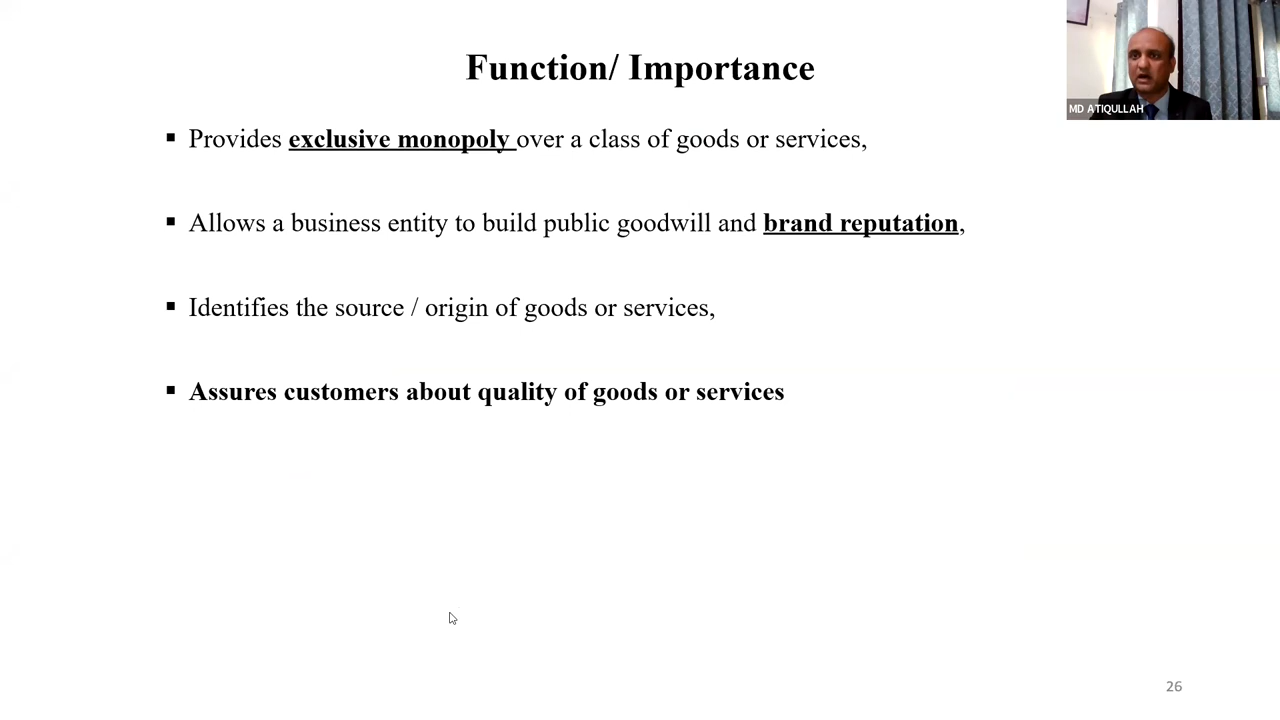 Function/ Importance
MD ATIQULLAH
▪ Provides exclusive monopoly over a class of goods or services,
▪ Allows a business entity to build public goodwill and brand reputation,
▪ Identifies the source / origin of goods or services,
▪ Assures customers about quality of goods or services
26